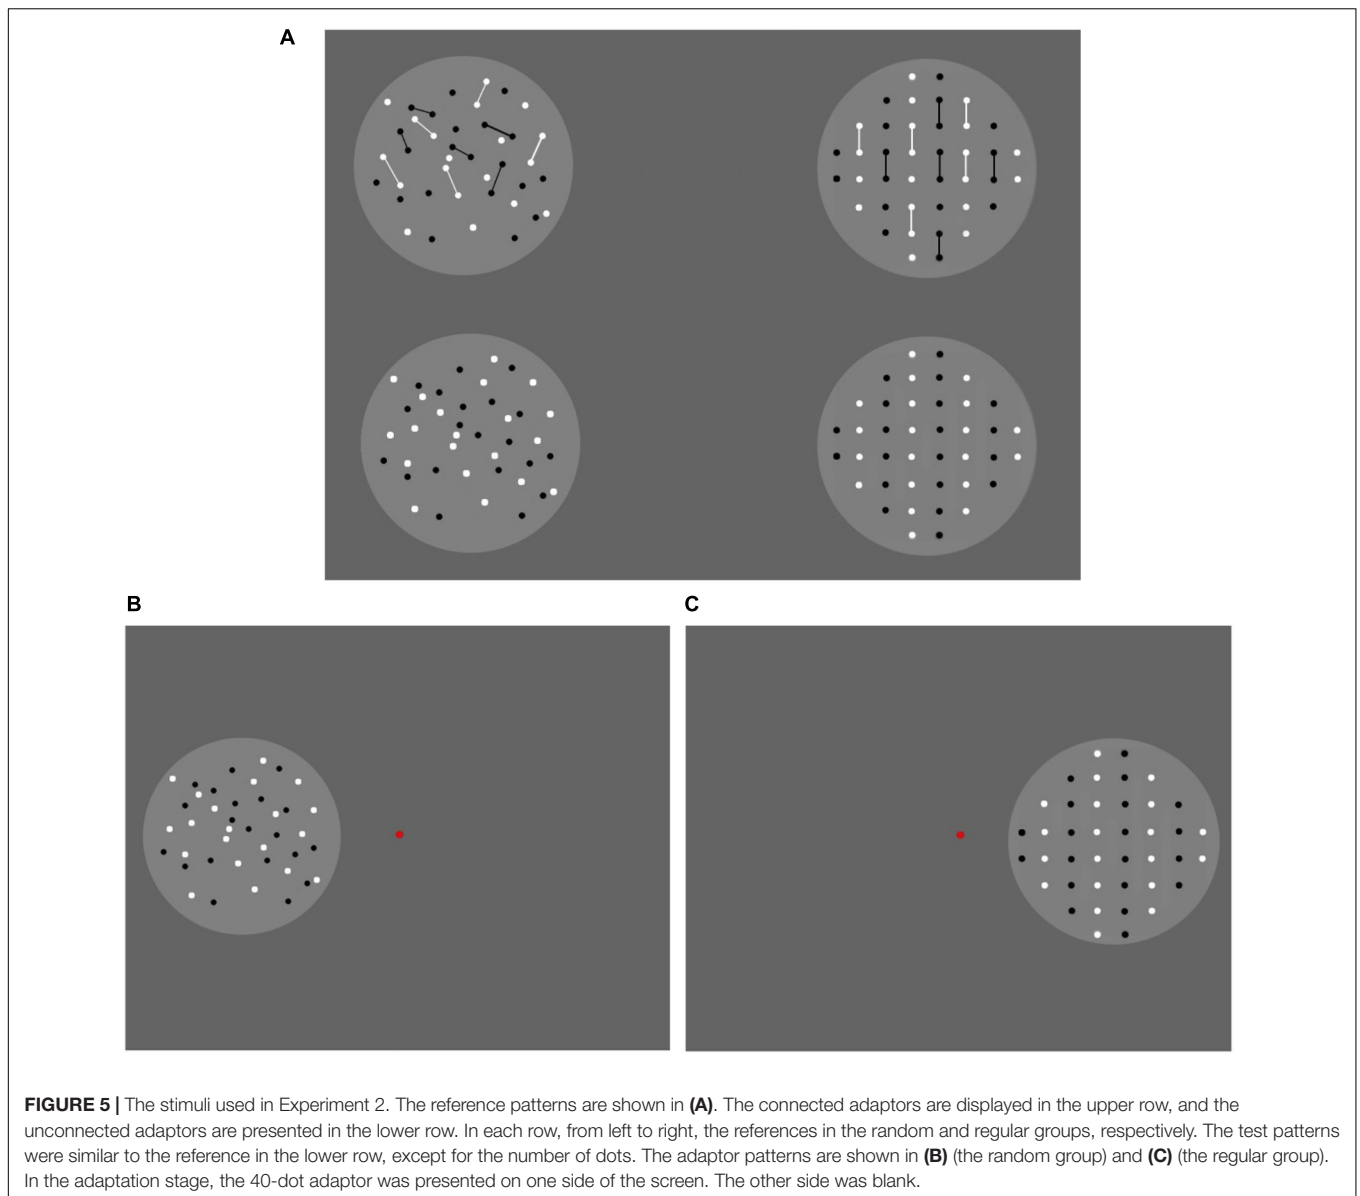 A
B
C
FIGURE 5 | The stimuli used in Experiment 2. The reference patterns are shown in (A). The connected adaptors are displayed in the upper row, and the
unconnected adaptors are presented in the lower row. In each row, from left to right, the references in the random and regular groups, respectively. The test patterns
were similar to the reference in the lower row, except for the number of dots. The adaptor patterns are shown in (B) (the random group) and (C) (the regular group).
In the adaptation stage, the 40-dot adaptor was presented on one side of the screen. The other side was blank.